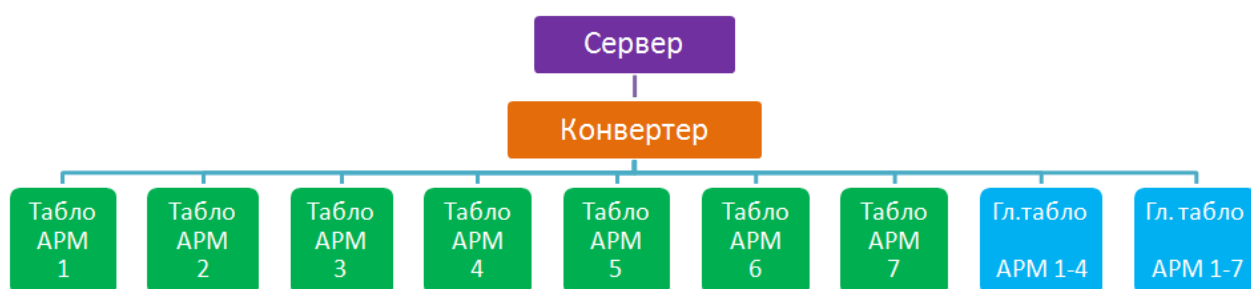 Сервер
Конвертер
Табло
АРМ
1
Табло
АРМ
2
Табло
АРМ
3
Табло
АРМ
4
Табло
АРМ
5
Табло
АРМ
6
Табло
АРМ
7
Гл.табло
АРМ 1-4
Гл. табло
АРМ 1-7